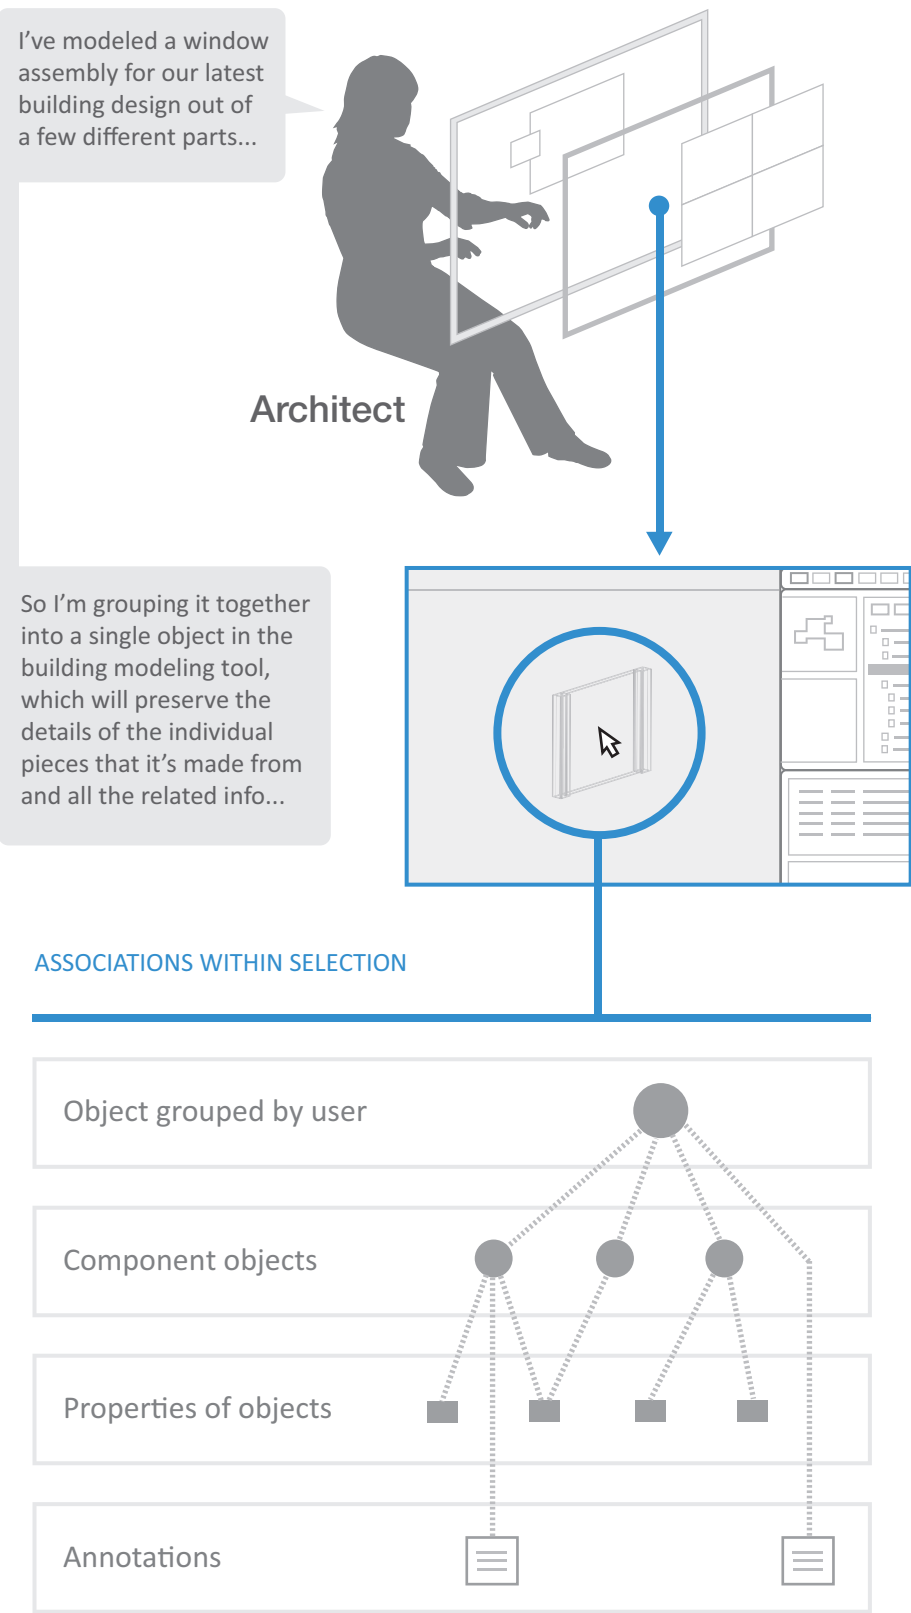 I've modeled a window
assembly for our latest
building design out of
a few different parts...
Architect
So I'm grouping it together
into a single object in the
building modeling tool,
which will preserve the
details of the individual
pieces that it's made from
and all the related info...
ASSOCIATIONS WITHIN SELECTION
Object grouped by user
Component objects
Properties of objects
Annotations